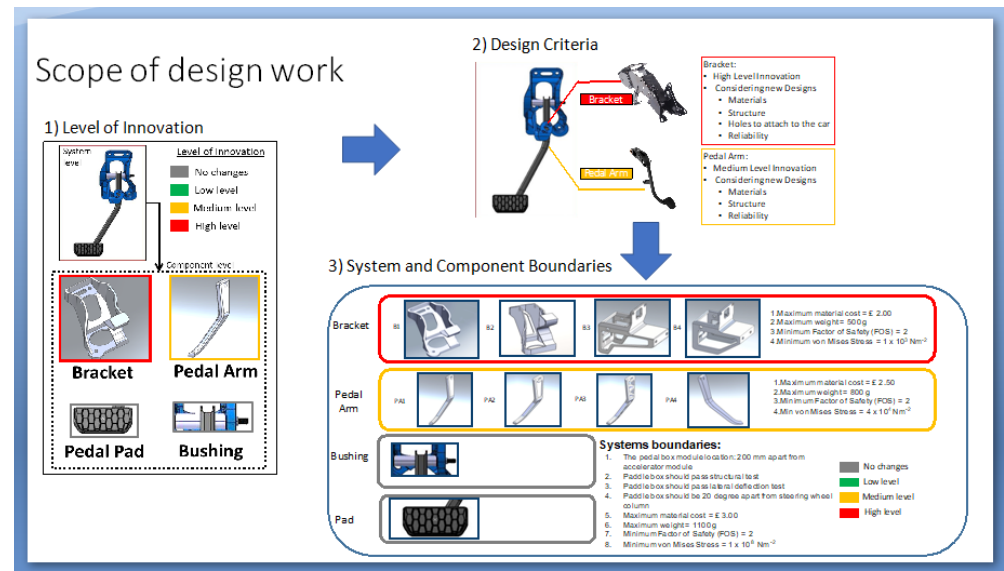 Scope of design work
1) Level of Innovation
System
level
Level of Innovation
No changes
Low level
Medium level
High level
Component level
Bracket
Pedal Arm
Pedal Pad
Bushing
2) Design Criteria
Bracket
Pedal Arm
Bracket:
• High Level Innovation
• Considering new Designs
• Materials
• Structure
• Holes to attach to the car
• Reliability
Pedal Arm:
• Medium Level Innovation
• Considering new Designs
• Materials
• Structure
• Reliability
3) System and Component Boundaries
Bracket
B1
B2
B3
B4
1.Maximum material cost = £ 2.00
2.Maximum weight = 500g
3.Minimum Factor of Safety (FOS) = 2
4.Minimum von Mises Stress = 1 x 10⁵ Nm⁻²
Pedal
Arm
PA1
PA2
PA3
PA4
1.Maximum material cost = £ 2.50
2.Maximum weight = 800 g
3.Minimum Factor of Safety (FOS) = 2
4.Min von Mises Stress = 4 x 10⁴ Nm⁻²
Bushing
Pad
Systems boundaries:
1. The pedal box module location: 200 mm apart from
accelerator module
2. Paddle box should pass structural test
3. Paddle box should pass lateral deflection test
4. Paddle box should be 20 degree apart from steering wheel
column
5. Maximum material cost = £ 3.00
6. Maximum weight = 1100g
7. Minimum Factor of Safety (FOS) = 2
8. Minimum von Mises Stress = 1 x 10⁶ Nm⁻²
No changes
Low level
Medium level
High level